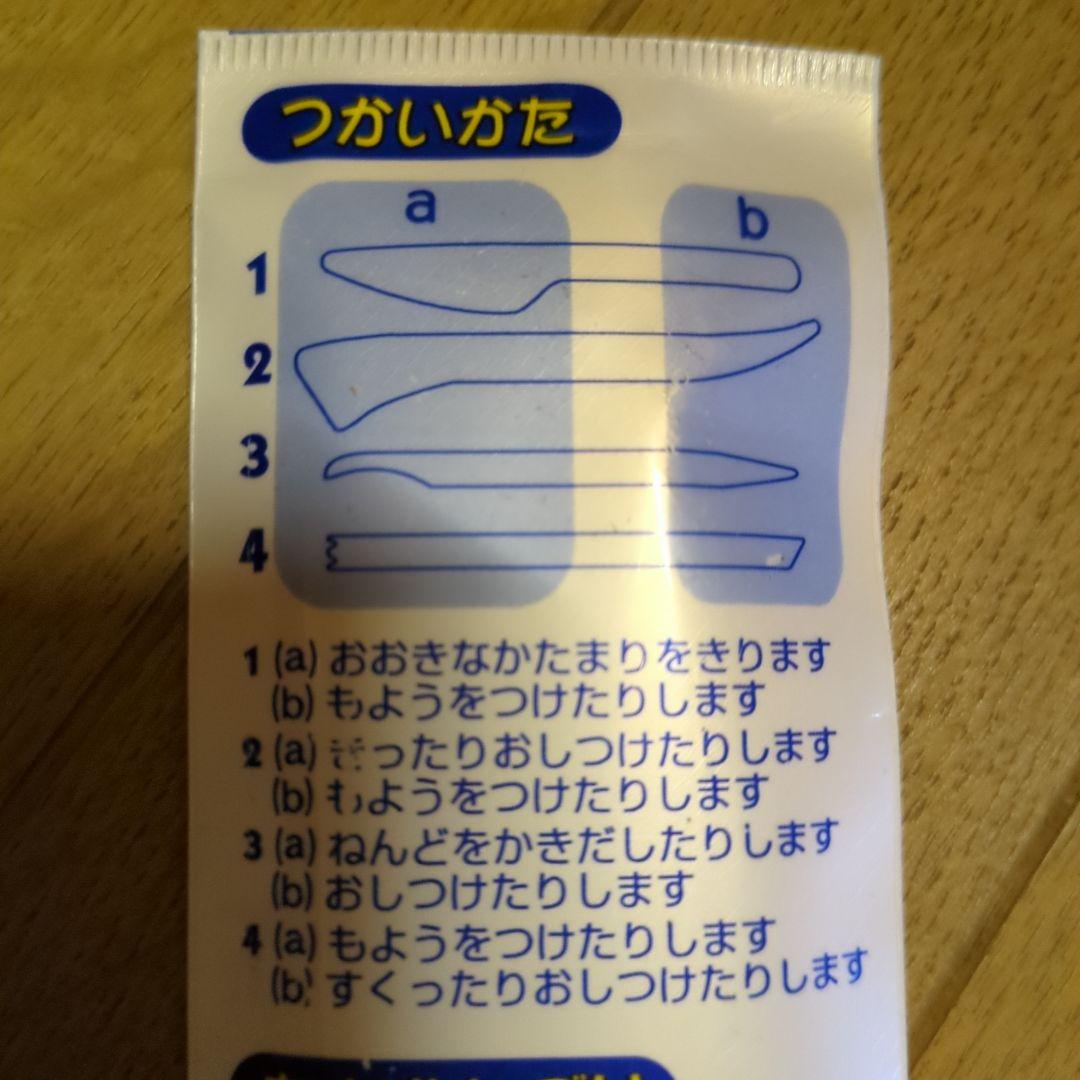 つかいかた
a
b
1
2
3
4
1 (a) おおきなかたまりをきります
(b) もようをつけたりします
2 (a) ったりおしつけたりします
(b) もようをつけたりします
3 (a) ねんどをかきだしたりします
(b) おしつけたりします
4 (a) もようをつけたりします
(b) すくったりおしつけたりします